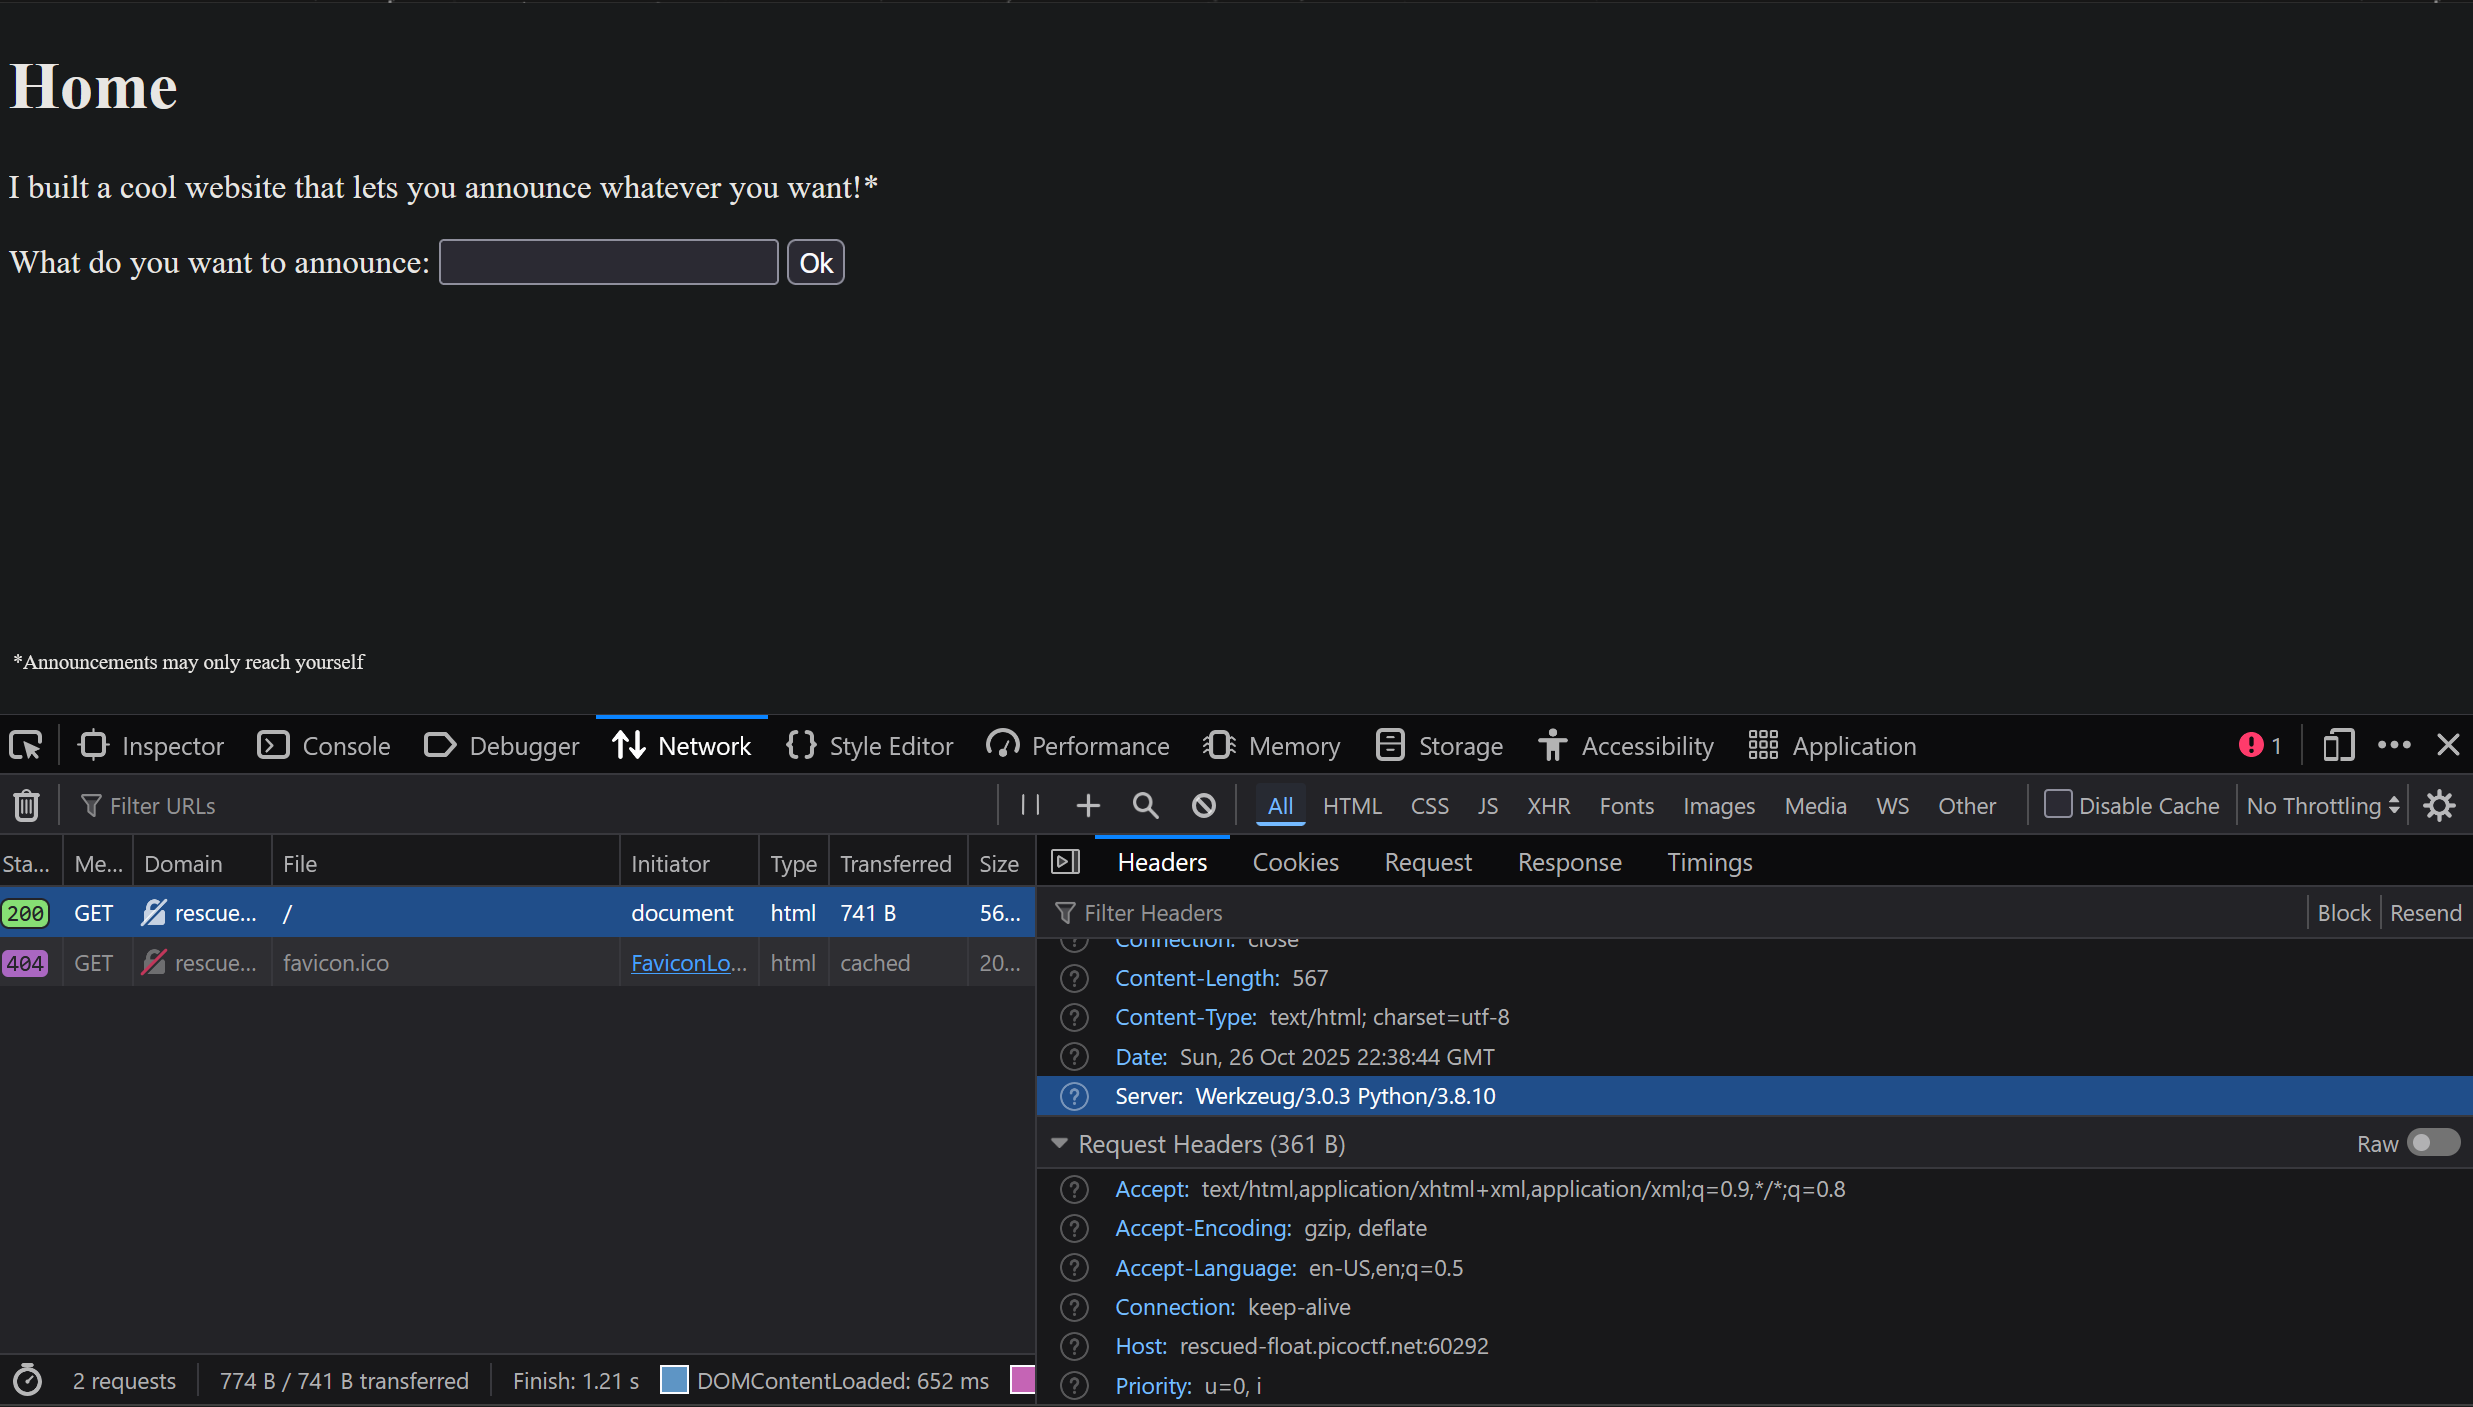 Home
I built a cool website that lets you announce whatever you want!*
What do you want to announce: Ok
*Announcements may only reach yourself
Inspector Console Debugger Network Style Editor Performance Memory Storage Accessibility Application 1
Filter URLs All HTML CSS JS XHR Fonts Images Media WS Other Disable Cache No Throttling
Sta... Me... Domain File Initiator Type Transferred Size
200 GET rescue... / document html 741 B 56...
404 GET rescue... favicon.ico FaviconLo... html cached 20...
2 requests 774 B / 741 B transferred Finish: 1.21 s DOMContentLoaded: 652 ms
Headers Cookies Request Response Timings
Filter Headers Block Resend
Connection: close
Content-Length: 567
Content-Type: text/html; charset=utf-8
Date: Sun, 26 Oct 2025 22:38:44 GMT
Server: Werkzeug/3.0.3 Python/3.8.10
Request Headers (361 B) Raw
Accept: text/html,application/xhtml+xml,application/xml;q=0.9,*/*;q=0.8
Accept-Encoding: gzip, deflate
Accept-Language: en-US,en;q=0.5
Connection: keep-alive
Host: rescued-float.picoctf.net:60292
Priority: u=0, i